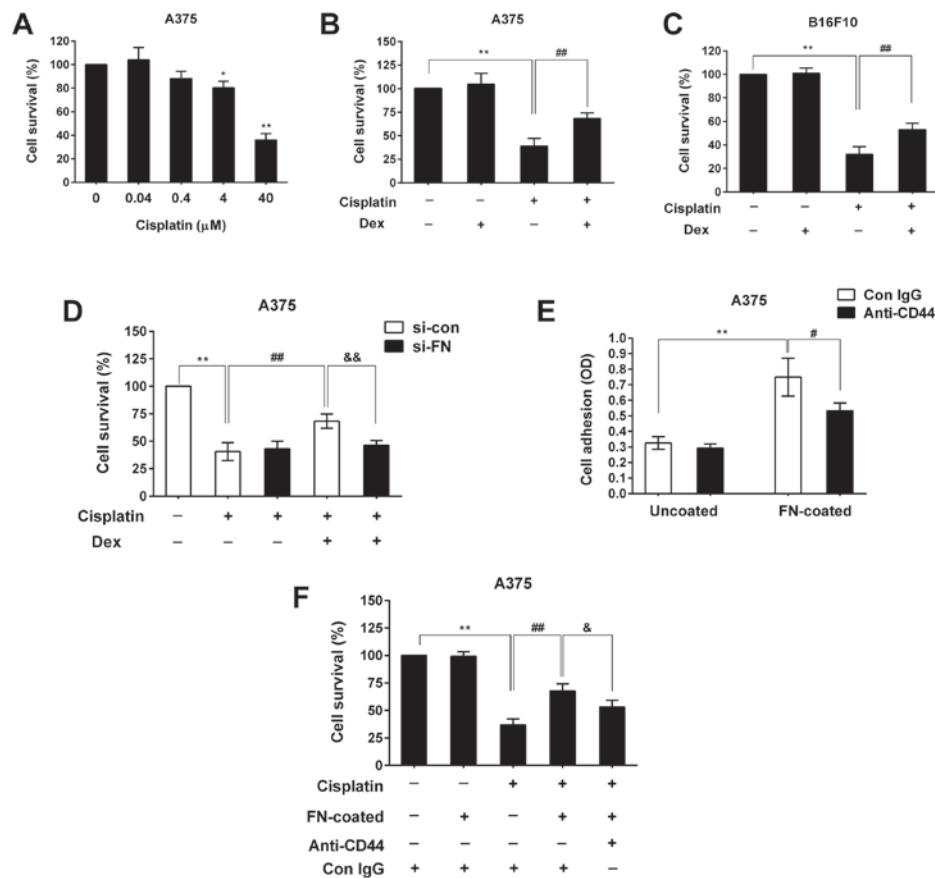 A
A375
Cell survival (%)
120
100
80
60
40
20
0
*
**
0 0.04 0.4 4 40
Cisplatin (μM)
B
A375
Cell survival (%)
150
125
100
75
50
25
0
** ##
Cisplatin – – + +
Dex – + – +
C
B16F10
Cell survival (%)
120
100
80
60
40
20
0
** ##
Cisplatin – – + +
Dex – + – +
D
A375
si-con
si-FN
Cell survival (%)
150
125
100
75
50
25
0
** ## &&
Cisplatin – + + + +
Dex – – – + +
E
A375
Con IgG
Anti-CD44
Cell adhesion (OD)
1.0
0.9
0.8
0.7
0.6
0.5
0.4
0.3
0.2
0.1
0.0
** #
Uncoated FN-coated
F
A375
Cell survival (%)
150
125
100
75
50
25
0
** ## &
Cisplatin – – + + +
FN-coated – + – + +
Anti-CD44 – – – – +
Con IgG + + + + –